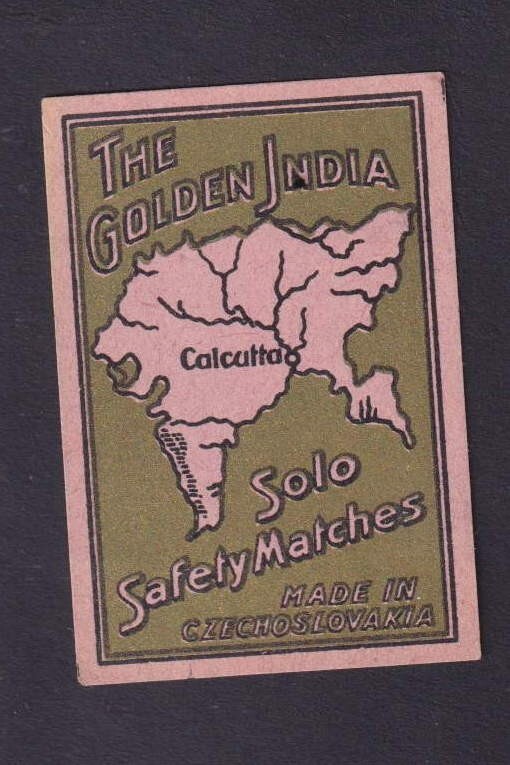 THE
GOLDEN INDIA
Calcutta
Solo
Safety Matches
MADE IN
CZECHOSLOVAKIA